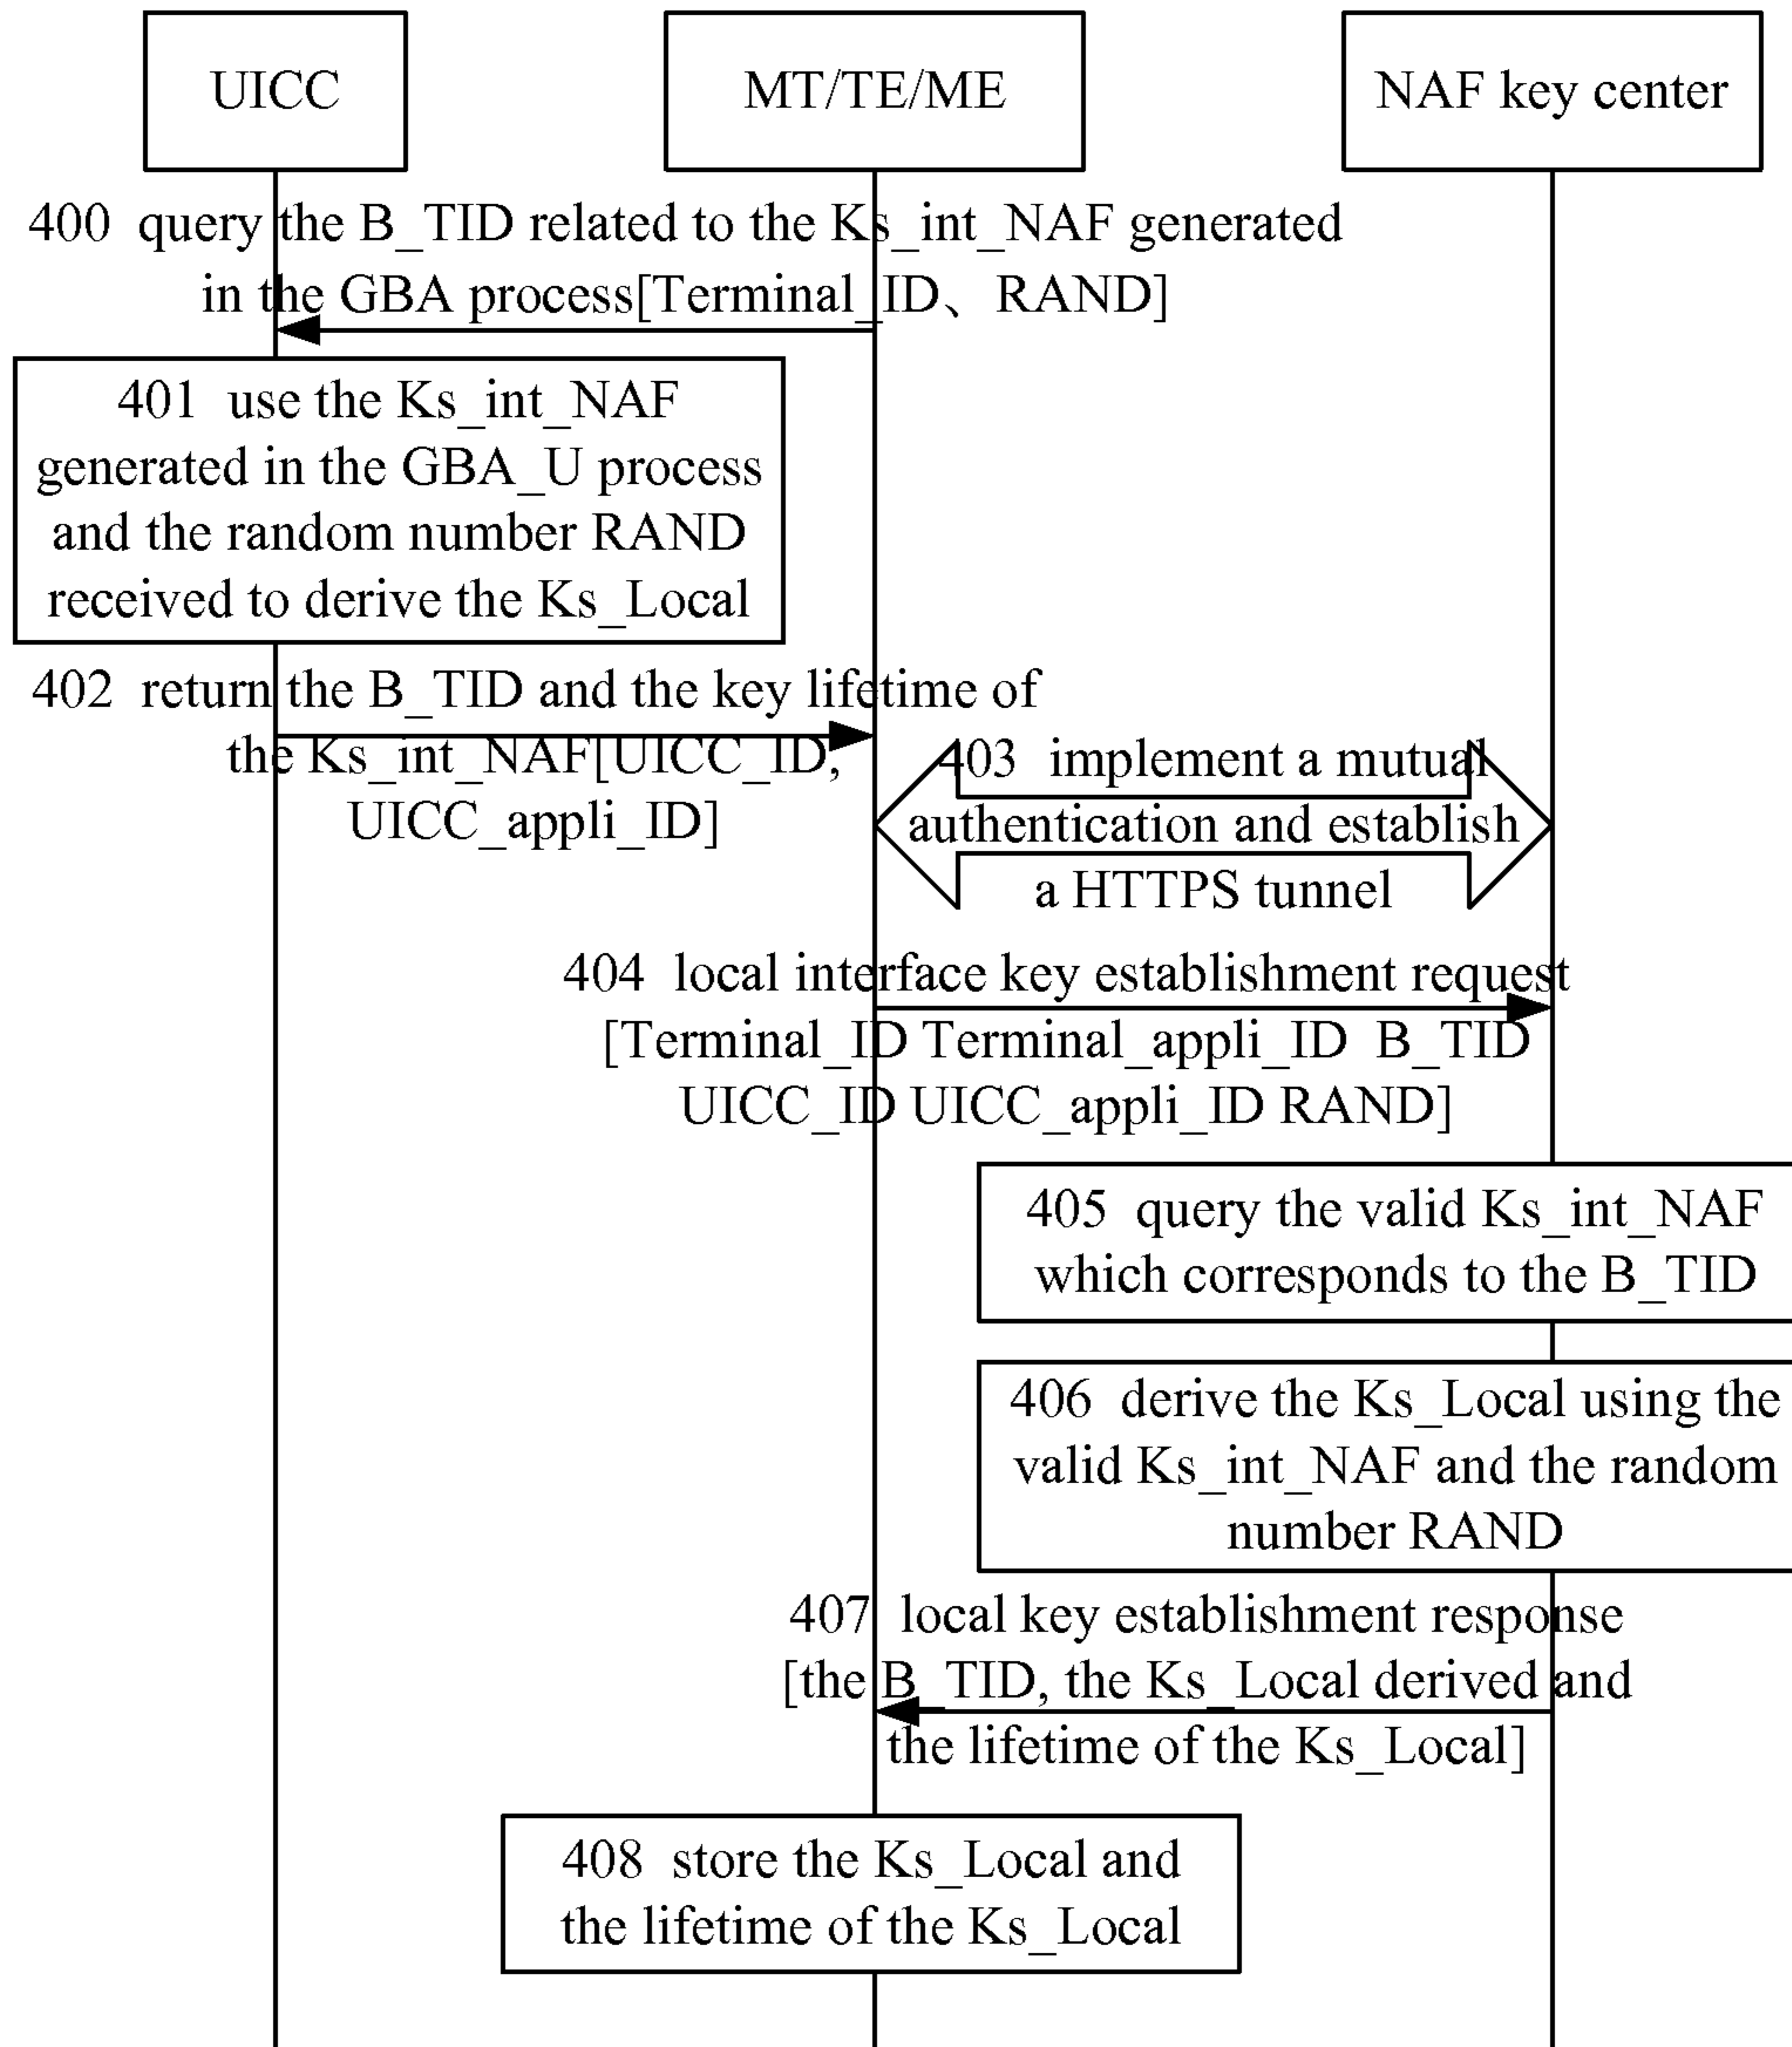 UICC
MT/TE/ME
NAF key center
400 query the B_TID related to the Ks_int_NAF generated
in the GBA process[Terminal_ID、RAND]
401 use the Ks_int_NAF
generated in the GBA_U process
and the random number RAND
received to derive the Ks_Local
402 return the B_TID and the key lifetime of
the Ks_int_NAF[UICC_ID,
UICC_appli_ID]
403 implement a mutual
authentication and establish
a HTTPS tunnel
404 local interface key establishment request
[Terminal_ID Terminal_appli_ID B_TID
UICC_ID UICC_appli_ID RAND]
405 query the valid Ks_int_NAF
which corresponds to the B_TID
406 derive the Ks_Local using the
valid Ks_int_NAF and the random
number RAND
407 local key establishment response
[the B_TID, the Ks_Local derived and
the lifetime of the Ks_Local]
408 store the Ks_Local and
the lifetime of the Ks_Local